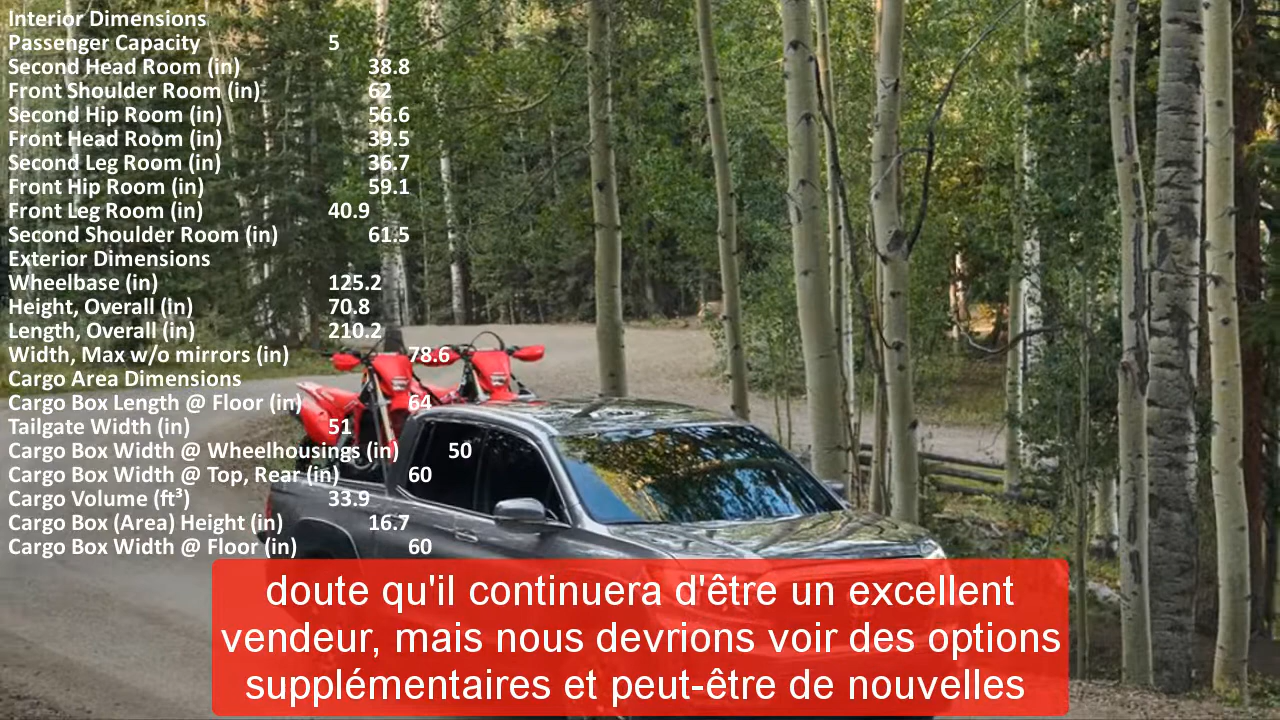 Interior Dimensions
Passenger Capacity 5
Second Head Room (in) 38.8
Front Shoulder Room (in) 62
Second Hip Room (in) 56.6
Front Head Room (in) 39.5
Second Leg Room (in) 36.7
Front Hip Room (in) 59.1
Front Leg Room (in) 40.9
Second Shoulder Room (in) 61.5
Exterior Dimensions
Wheelbase (in) 125.2
Height, Overall (in) 70.8
Length, Overall (in) 210.2
Width, Max w/o mirrors (in) 78.6
Cargo Area Dimensions
Cargo Box Length @ Floor (in) 64
Tailgate Width (in) 51
Cargo Box Width @ Wheelhousings (in) 50
Cargo Box Width @ Top, Rear (in) 60
Cargo Volume (ft³) 33.9
Cargo Box (Area) Height (in) 16.7
Cargo Box Width @ Floor (in) 60
doute qu'il continuera d'être un excellent
vendeur, mais nous devrions voir des options
supplémentaires et peut-être de nouvelles